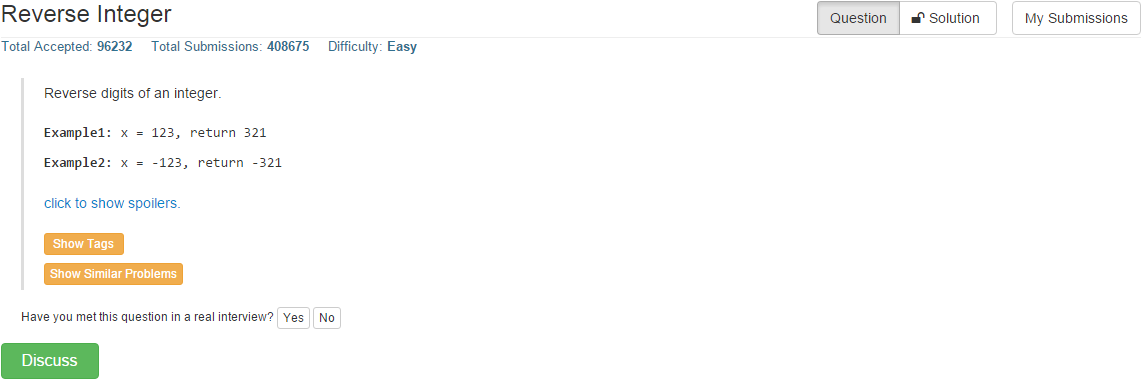 Reverse Integer
Question Solution My Submissions
Total Accepted: 96232 Total Submissions: 408675 Difficulty: Easy
Reverse digits of an integer.
Example1: x = 123, return 321
Example2: x = -123, return -321
click to show spoilers.
Show Tags
Show Similar Problems
Have you met this question in a real interview? Yes No
Discuss